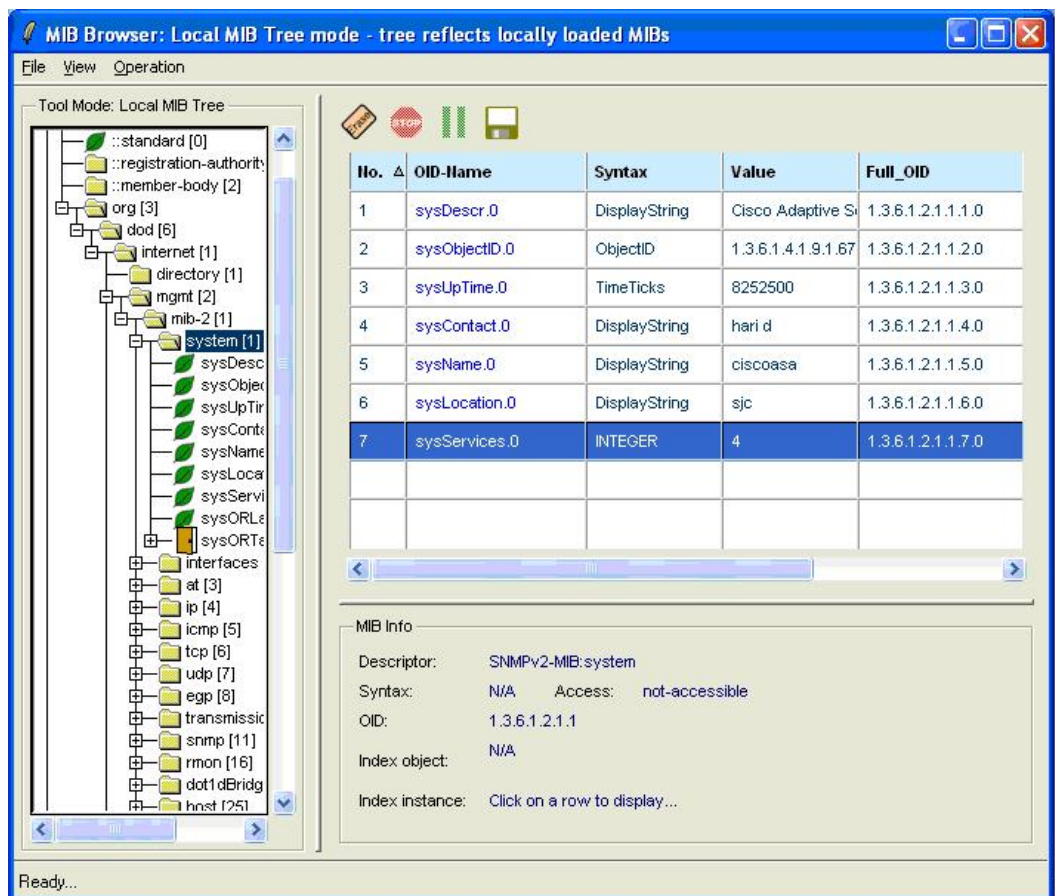 MIB Browser: Local MIB Tree mode - tree reflects locally loaded MIBs
File View Operation
Tool Mode: Local MIB Tree
::standard [0]
::registration-authority
::member-body [2]
org [3]
dod [6]
internet [1]
directory [1]
mgmt [2]
mib-2 [1]
system [1]
sysDesc
sysObjec
sysUpTir
sysConta
sysName
sysLoca
sysServi
sysORLa
sysORTa
interfaces
at [3]
ip [4]
icmp [5]
tcp [6]
udp [7]
egp [8]
transmissic
snmp [11]
rmon [16]
dot1dBridg
host [25]
Erase STOP
No. OID-Name Syntax Value Full_OID
1 sysDescr.0 DisplayString Cisco Adaptive S 1.3.6.1.2.1.1.1.0
2 sysObjectID.0 ObjectID 1.3.6.1.4.1.9.1.67 1.3.6.1.2.1.1.2.0
3 sysUpTime.0 TimeTicks 8252500 1.3.6.1.2.1.1.3.0
4 sysContact.0 DisplayString hari d 1.3.6.1.2.1.1.4.0
5 sysName.0 DisplayString ciscoasa 1.3.6.1.2.1.1.5.0
6 sysLocation.0 DisplayString sjc 1.3.6.1.2.1.1.6.0
7 sysServices.0 INTEGER 4 1.3.6.1.2.1.1.7.0
MIB Info
Descriptor: SNMPv2-MIB:system
Syntax: N/A Access: not-accessible
OID: 1.3.6.1.2.1.1
Index object: N/A
Index instance: Click on a row to display...
Ready...